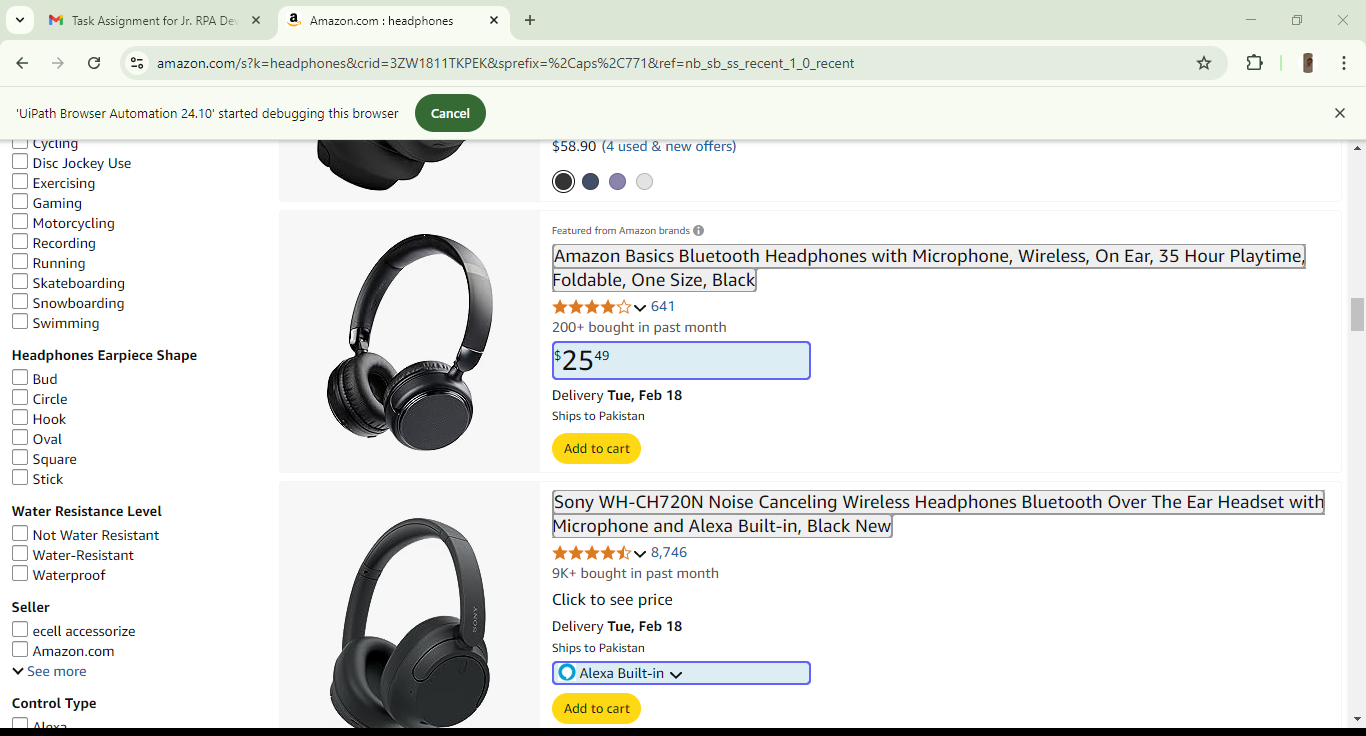 Task Assignment for Jr. RPA De
Amazon.com : headphones
amazon.com/s?k=headphones&crid=3ZW1811TKPEK&sprefix=%2Caps%2C771&ref=nb_sb_ss_recent_1_0_recent
'UiPath Browser Automation 24.10' started debugging this browser
Cancel
Cycling
Disc Jockey Use
Exercising
Gaming
Motorcycling
Recording
Running
Skateboarding
Snowboarding
Swimming
Headphones Earpiece Shape
Bud
Circle
Hook
Oval
Square
Stick
Water Resistance Level
Not Water Resistant
Water-Resistant
Waterproof
Seller
ecell accessorize
Amazon.com
See more
Control Type
Alexa
$58.90 (4 used & new offers)
Featured from Amazon brands
Amazon Basics Bluetooth Headphones with Microphone, Wireless, On Ear, 35 Hour Playtime,
Foldable, One Size, Black
641
200+ bought in past month
$25 49
Delivery Tue, Feb 18
Ships to Pakistan
Add to cart
SONY
Sony WH-CH720N Noise Canceling Wireless Headphones Bluetooth Over The Ear Headset with
Microphone and Alexa Built-in, Black New
8,746
9K+ bought in past month
Click to see price
Delivery Tue, Feb 18
Ships to Pakistan
Alexa Built-in
Add to cart